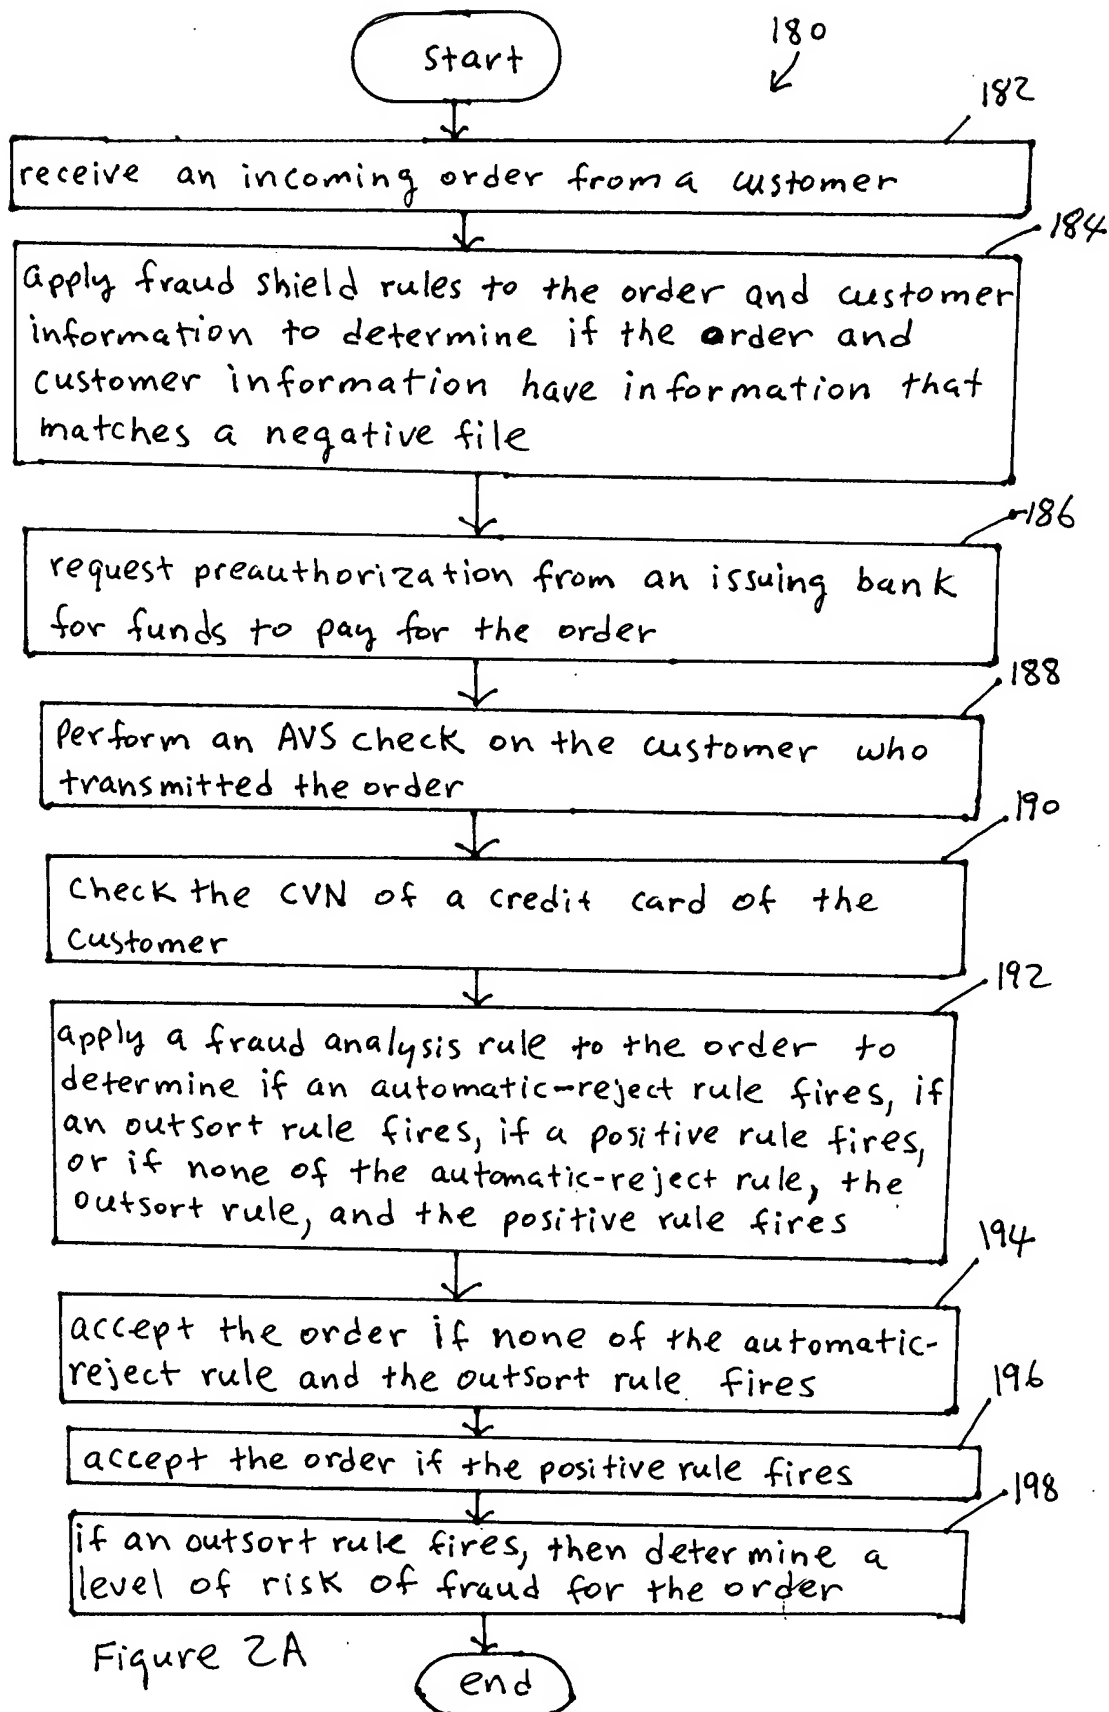 start
180
182
receive an incoming order from a customer
184
apply fraud shield rules to the order and customer
information to determine if the order and
customer information have information that
matches a negative file
186
request preauthorization from an issuing bank
for funds to pay for the order
188
Perform an AVS check on the customer who
transmitted the order
190
Check the CVN of a credit card of the
customer
192
apply a fraud analysis rule to the order to
determine if an automatic-reject rule fires, if
an outsort rule fires, if a positive rule fires,
or if none of the automatic-reject rule, the
outsort rule, and the positive rule fires
194
accept the order if none of the automatic-
reject rule and the outsort rule fires
196
accept the order if the positive rule fires
198
if an outsort rule fires, then determine a
level of risk of fraud for the order
Figure 2A
end